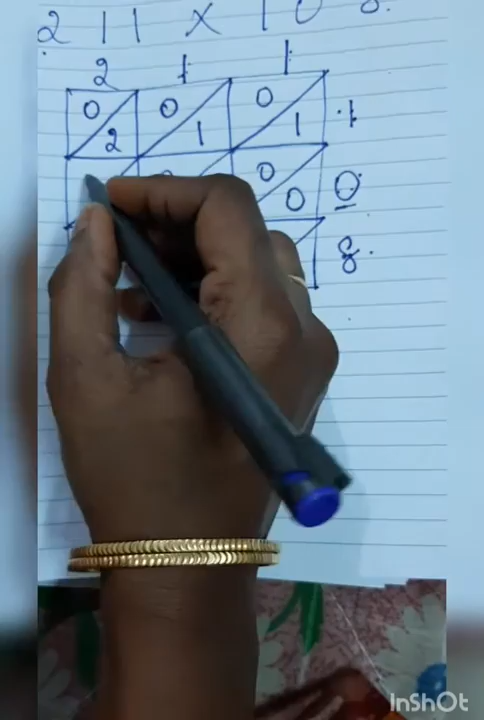 211 x 108.
2 1 1
0 2 0 1 0 1 1
0 0 0 0
8.
InShOt